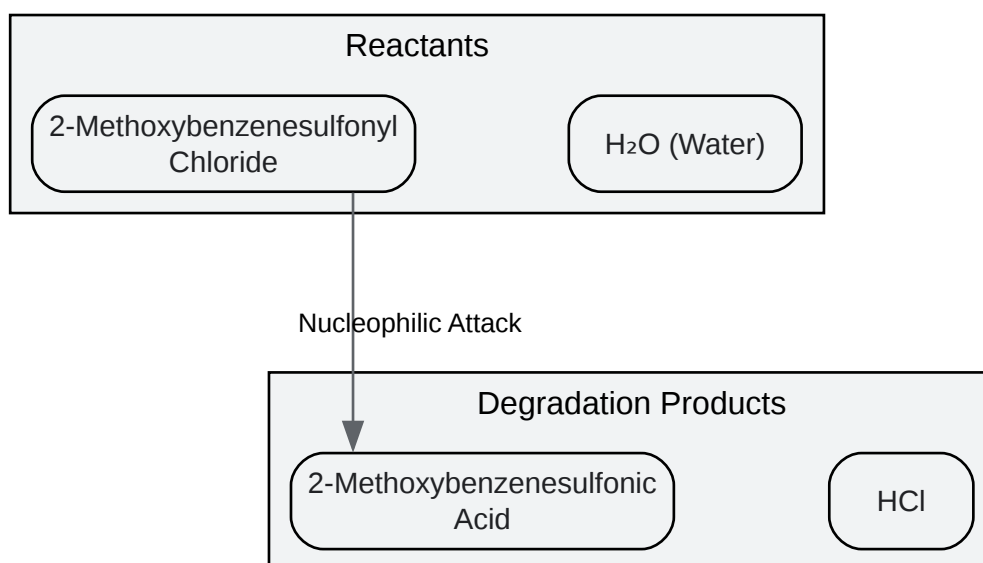 Reactants
2-Methoxybenzenesulfonyl
Chloride
H₂O (Water)
Nucleophilic Attack
Degradation Products
2-Methoxybenzenesulfonic
Acid
HCl